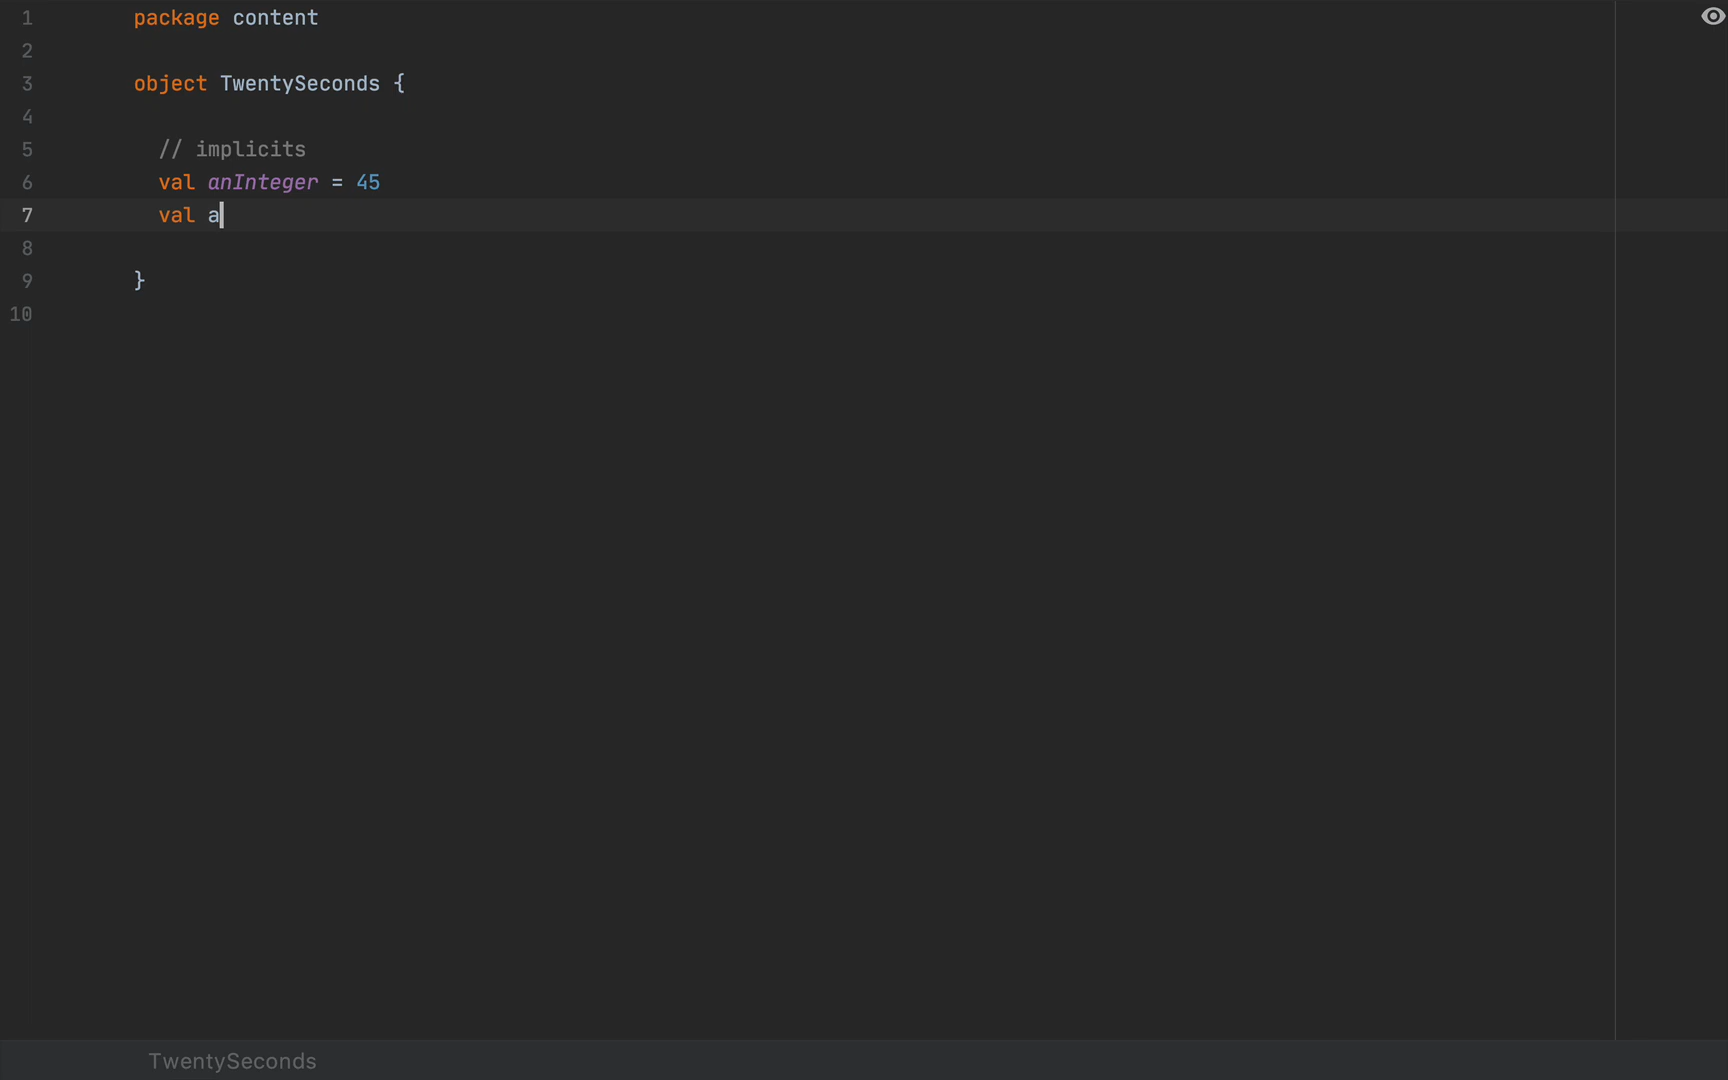 1 package content
2
3 object TwentySeconds {
4
5 // implicits
6 val anInteger = 45
7 val a
8
9 }
10
TwentySeconds